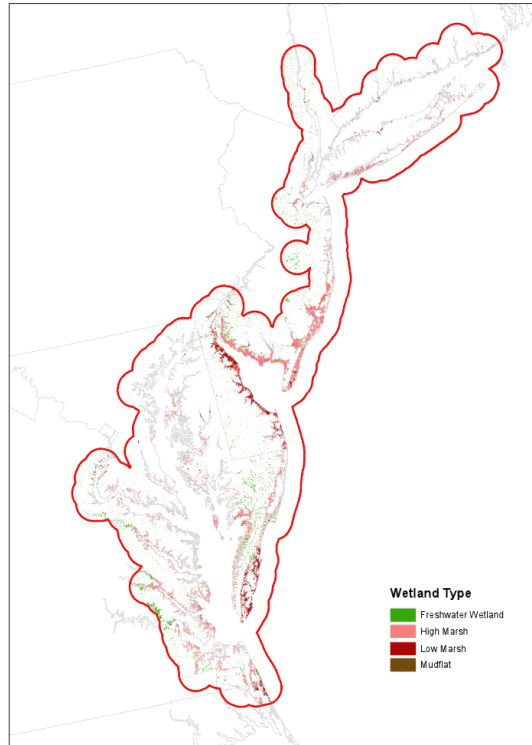 Wetland Type
Freshwater Wetland
High Marsh
Low Marsh
Mudflat